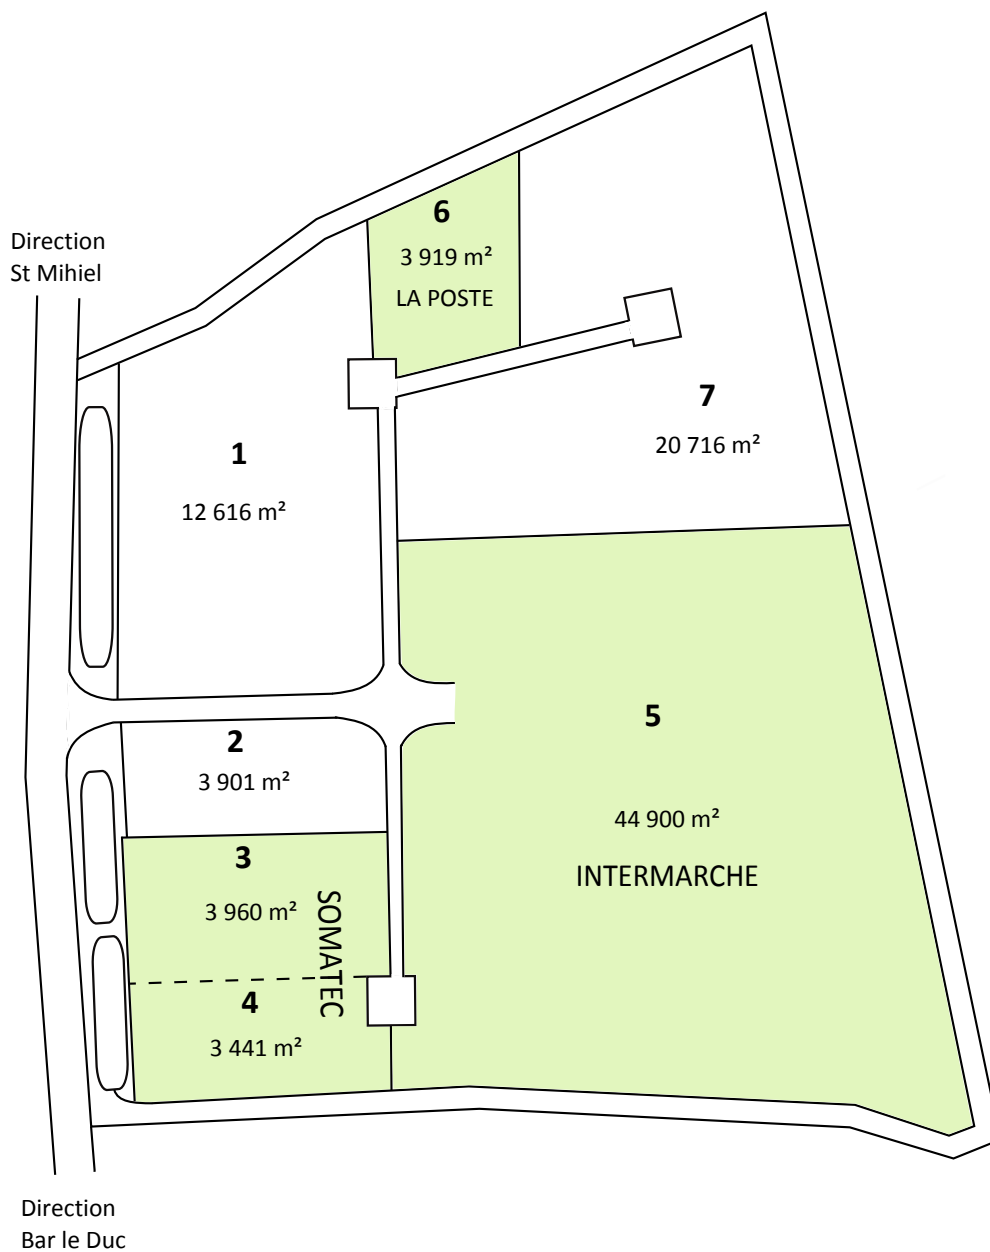 6
3 919 m²
LA POSTE
Direction
St Mihiel
7
20 716 m²
1
12 616 m²
5
44 900 m²
INTERMARCHE
2
3 901 m²
3
3 960 m²
SOMATEC
4
3 441 m²
Direction
Bar le Duc